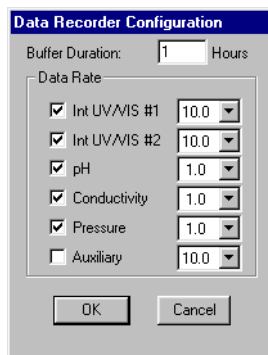 Data Recorder Configuration
Buffer Duration: 1 Hours
Data Rate
Int UV/VIS #1 10.0
Int UV/VIS #2 10.0
pH 1.0
Conductivity 1.0
Pressure 1.0
Auxiliary 10.0
OK Cancel